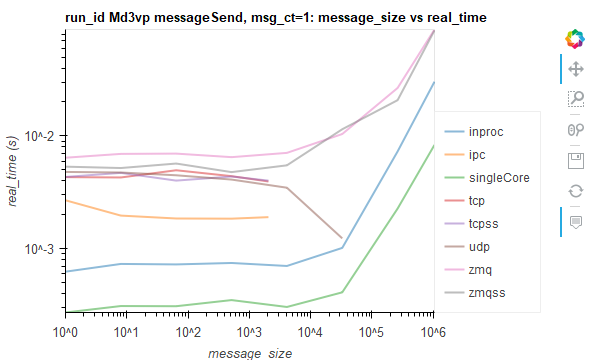 run_id Md3vp messageSend, msg_ct=1: message_size vs real_time
real_time (s)
10^-2
10^-3
10^0
10^1
10^2
10^3
10^4
10^5
10^6
message_size
inproc
ipc
singleCore
tcp
tcpss
udp
zmq
zmqss